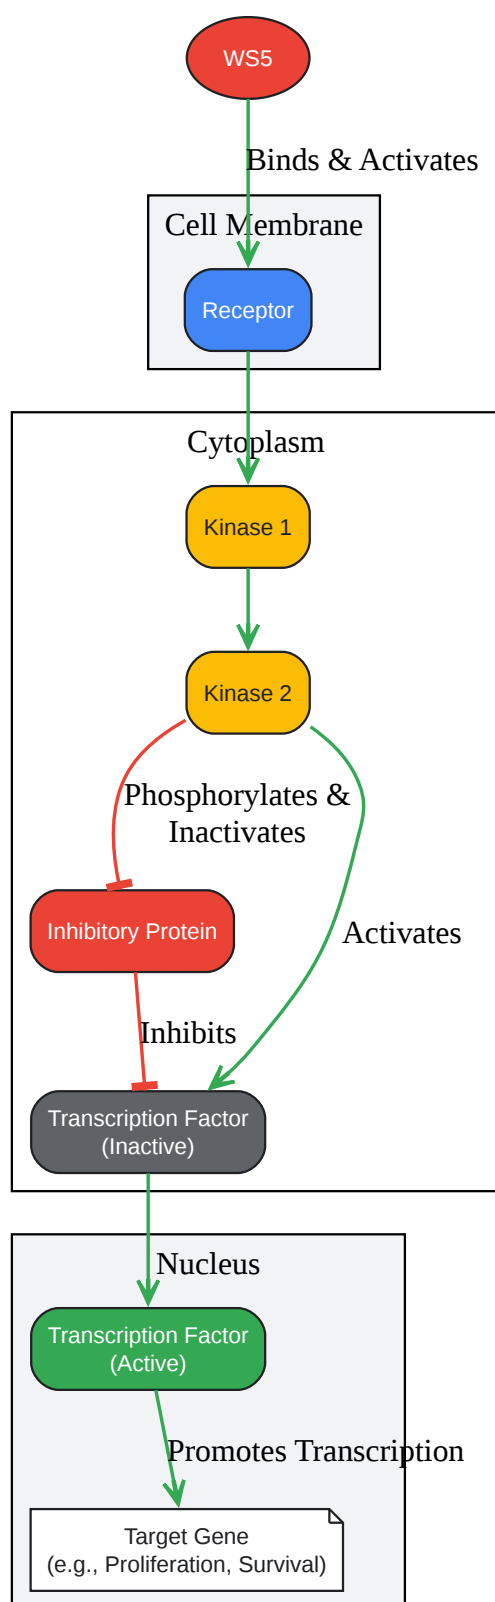 WS5
Binds & Activates
Cell Membrane
Receptor
Cytoplasm
Kinase 1
Kinase 2
Phosphorylates &
Inactivates
Inhibitory Protein
Activates
Inhibits
Transcription Factor
(Inactive)
Nucleus
Transcription Factor
(Active)
Promotes Transcription
Target Gene
(e.g., Proliferation, Survival)